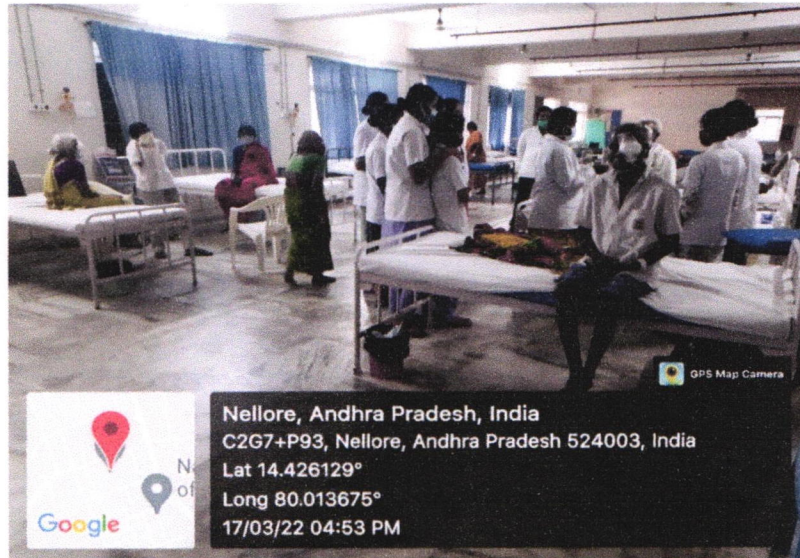 GPS Map Camera
Nellore, Andhra Pradesh, India
C2G7+P93, Nellore, Andhra Pradesh 524003, India
Lat 14.426129°
Long 80.013675°
17/03/22 04:53 PM
Google